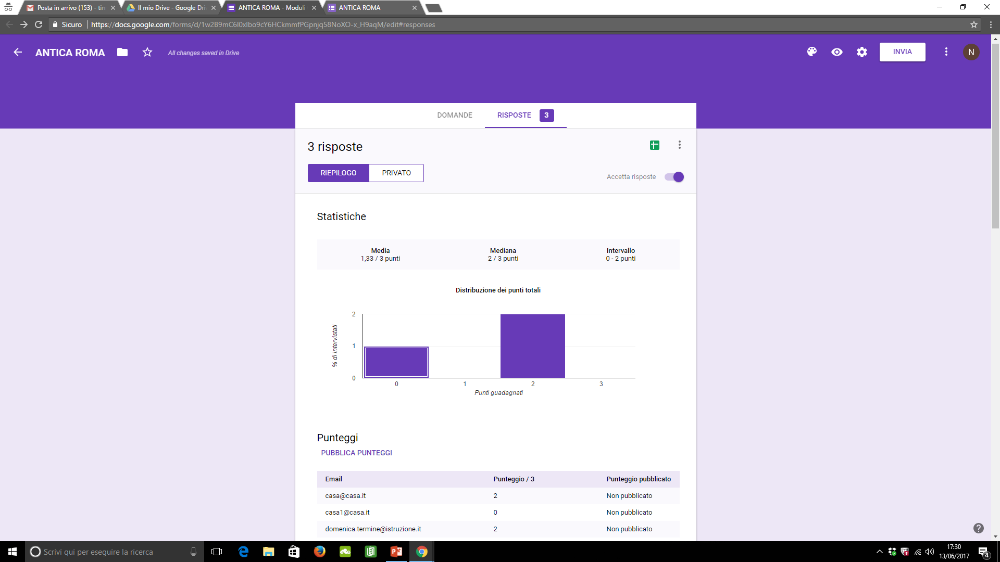 Posta in arrivo (153) - tin
Il mio Drive - Google Dri
ANTICA ROMA - Moduli
ANTICA ROMA
Sicuro
https://docs.google.com/forms/d/1w2B9mC6l0xlbo9cY6HCkmmfPGpnjq58NoXO-x_H9aqM/edit#responses
ANTICA ROMA
All changes saved in Drive
INVIA
N
DOMANDE
RISPOSTE 3
3 risposte
RIEPILOGO
PRIVATO
Accetta risposte
Statistiche
Media
1,33 / 3 punti
Mediana
2 / 3 punti
Intervallo
0 - 2 punti
Distribuzione dei punti totali
2
1
0
% di intervistati
0 1 2 3
Punti guadagnati
Punteggi
PUBBLICA PUNTEGGI
Email Punteggio / 3 Punteggio pubblicato
casa@casa.it 2 Non pubblicato
casa1@casa.it 0 Non pubblicato
domenica.termine@istruzione.it 2 Non pubblicato
Scrivi qui per eseguire la ricerca
17:30
13/06/2017
4